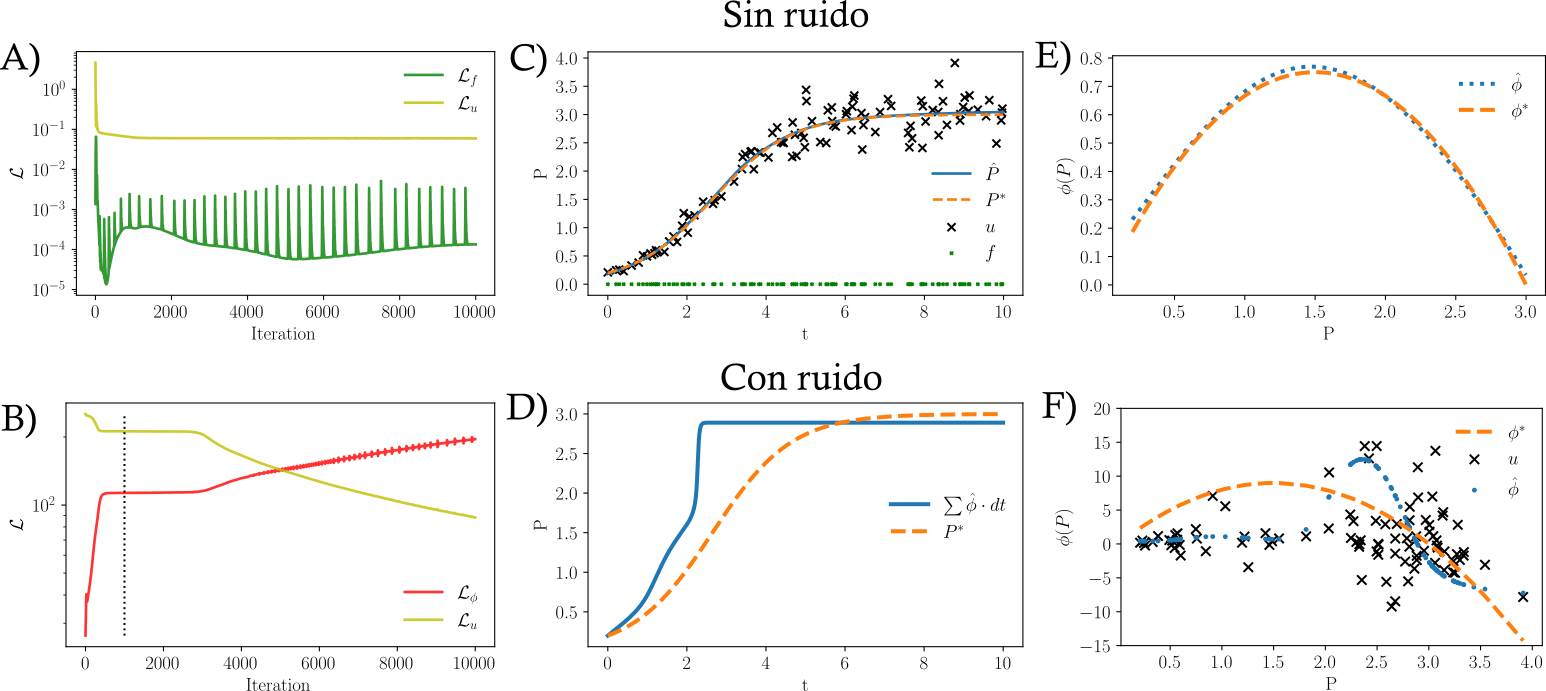 Sin ruido
A)
10⁰
10⁻¹
10⁻²
10⁻³
10⁻⁴
10⁻⁵
ℒ
ℒ_f
ℒ_u
0 2000 4000 6000 8000 10000
Iteration
C)
4.0
3.5
3.0
2.5
2.0
1.5
1.0
0.5
0.0
P
P̂
P*
u
f
0 2 4 6 8 10
t
E)
0.8
0.7
0.6
0.5
0.4
0.3
0.2
0.1
0.0
ϕ(P)
ϕ̂
ϕ*
0.5 1.0 1.5 2.0 2.5 3.0
P
Con ruido
B)
10²
ℒ
ℒ_ϕ
ℒ_u
0 2000 4000 6000 8000 10000
Iteration
D)
3.0
2.5
2.0
1.5
1.0
0.5
P
∑ ϕ̂ · dt
P*
0 2 4 6 8 10
t
F)
20
15
10
5
0
−5
−10
−15
ϕ(P)
ϕ*
u
ϕ̂
0.5 1.0 1.5 2.0 2.5 3.0 3.5 4.0
P